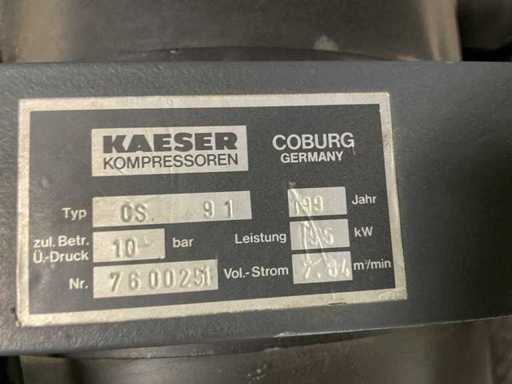 KAESER
KOMPRESSOREN
COBURG
GERMANY
Typ CS. 91 Jahr
zul. Betr. Ü.-Druck 10 bar Leistung kW
Nr. Vol.-Strom m³/min